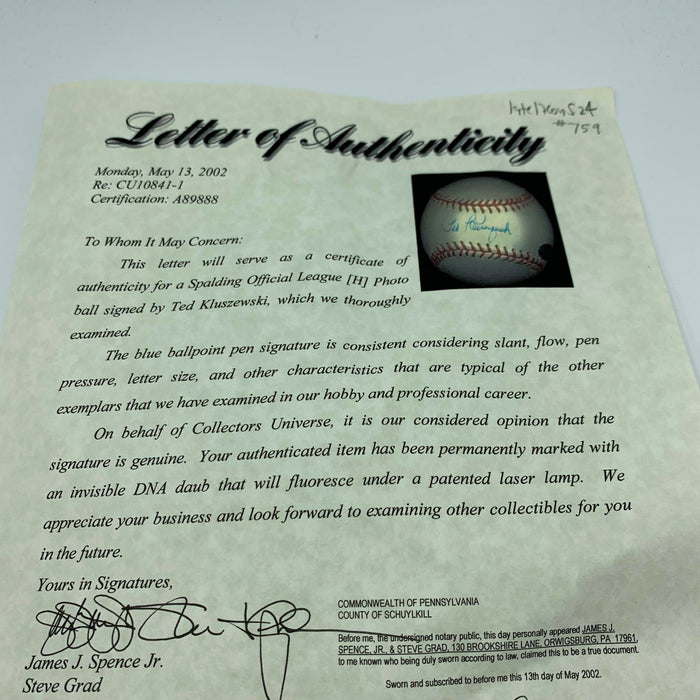 #759
Letter of Authenticity
Monday, May 13, 2002
Re: CU10841-1
Certification: A89888
Ted Kluszewski
To Whom It May Concern:
This letter will serve as a certificate of
authenticity for a Spalding Official League [H] Photo
ball signed by Ted Kluszewski, which we thoroughly
examined.
The blue ballpoint pen signature is consistent considering slant, flow, pen
pressure, letter size, and other characteristics that are typical of the other
exemplars that we have examined in our hobby and professional career.
On behalf of Collectors Universe, it is our considered opinion that the
signature is genuine. Your authenticated item has been permanently marked with
an invisible DNA daub that will fluoresce under a patented laser lamp. We
appreciate your business and look forward to examining other collectibles for you
in the future.
Yours in Signatures,
James J. Spence Jr.
Steve Grad
COMMONWEALTH OF PENNSYLVANIA
COUNTY OF SCHUYLKILL
Before me, the undersigned notary public, this day personally appeared JAMES J.
SPENCE, JR., & STEVE GRAD, 130 BROOKSHIRE LANE, ORWIGSBURG, PA 17961,
to me known who being duly sworn according to law, claimed this to be a true document.
Sworn and subscribed to before me this 13th day of May 2002.